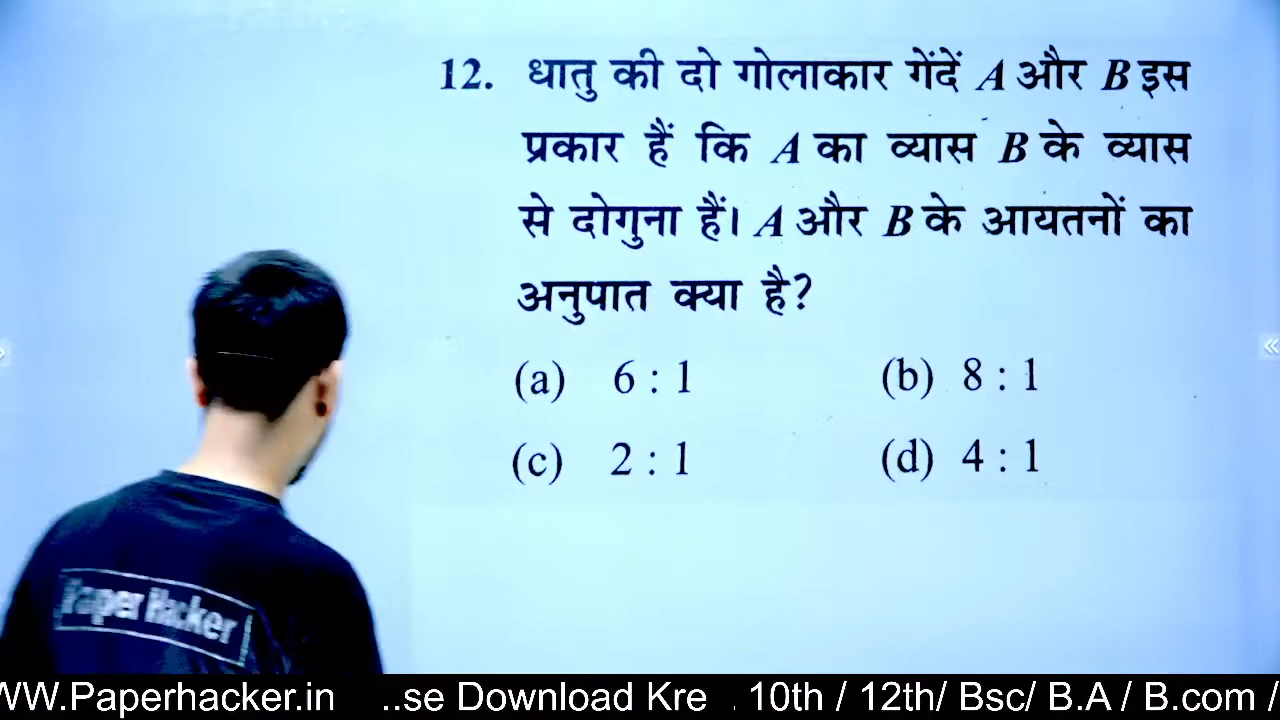 12. धातु की दो गोलाकार गेंदें A और B इस
प्रकार हैं कि A का व्यास B के व्यास
से दोगुना हैं। A और B के आयतनों का
अनुपात क्या है?
(a) 6 : 1 (b) 8 : 1
(c) 2 : 1 (d) 4 : 1
Paper Hacker
WW.Paperhacker.in ..se Download Kre . 10th / 12th/ Bsc/ B.A / B.com /